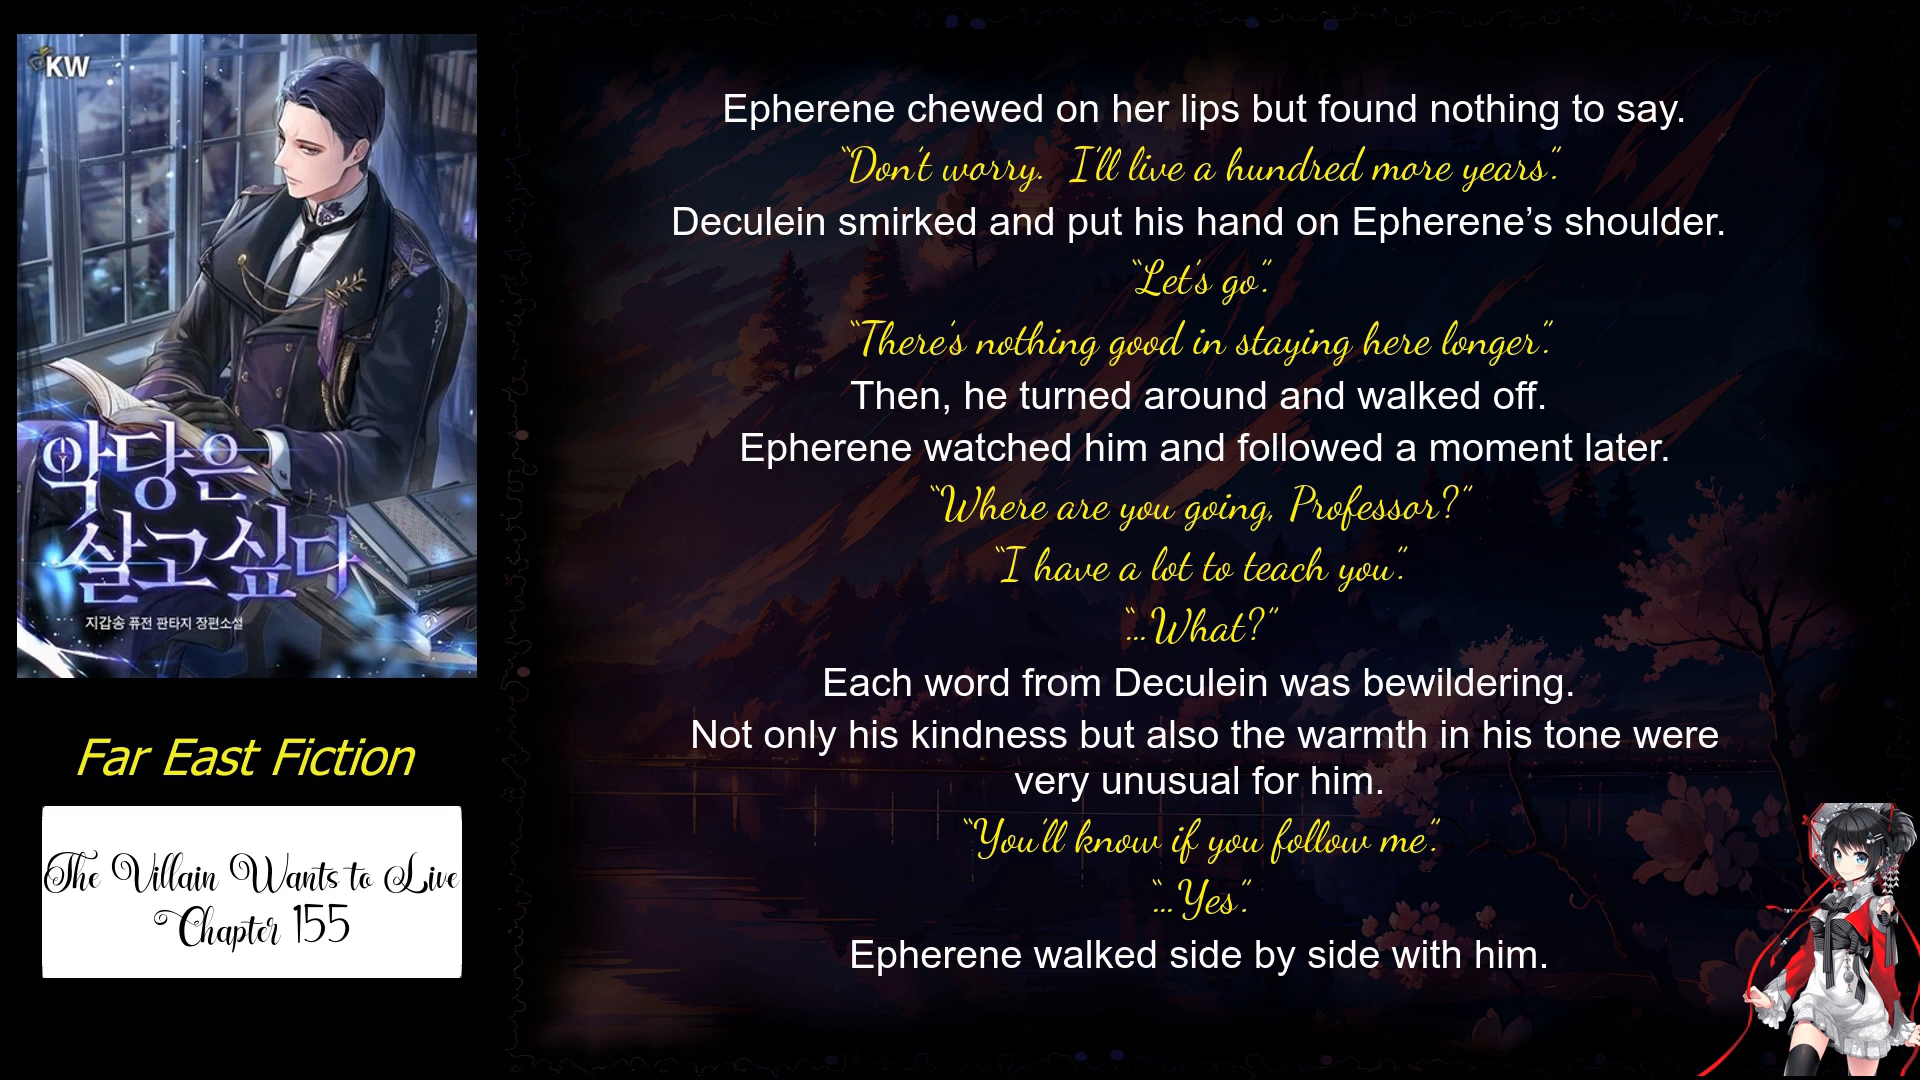 KW
악당은
살고싶다
지갑송 퓨전 판타지 장편소설
Far East Fiction
The Villain Wants to Live
Chapter 155
Epherene chewed on her lips but found nothing to say.
“Don’t worry.  I’ll live a hundred more years”.
Deculein smirked and put his hand on Epherene’s shoulder.
“Let’s go”.
“There’s nothing good in staying here longer”.
Then, he turned around and walked off.
Epherene watched him and followed a moment later.
“Where are you going, Professor?”
“I have a lot to teach you”.
“…What?”
Each word from Deculein was bewildering.
Not only his kindness but also the warmth in his tone were
very unusual for him.
“You’ll know if you follow me”.
“…Yes”.
Epherene walked side by side with him.